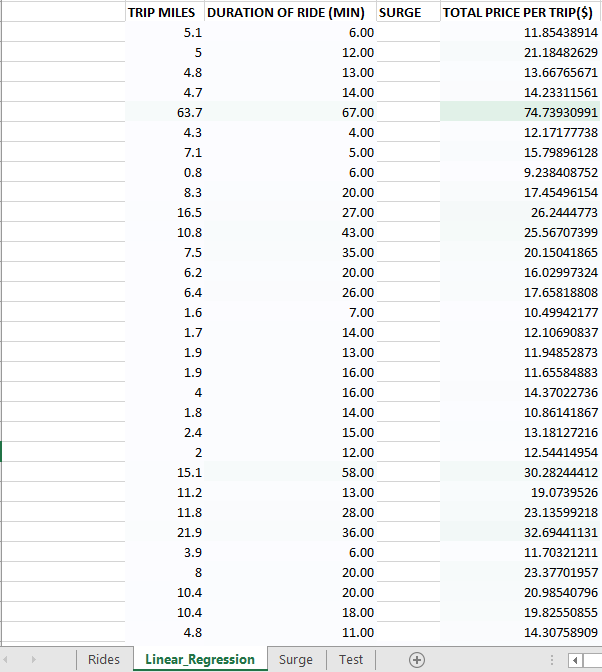 TRIP MILES DURATION OF RIDE (MIN) SURGE TOTAL PRICE PER TRIP($)
5.1 6.00 11.85438914
5 12.00 21.18482629
4.8 13.00 13.66765671
4.7 14.00 14.23311561
63.7 67.00 74.73930991
4.3 4.00 12.17177738
7.1 5.00 15.79896128
0.8 6.00 9.238408752
8.3 20.00 17.45496154
16.5 27.00 26.2444773
10.8 43.00 25.56707399
7.5 35.00 20.15041865
6.2 20.00 16.02997324
6.4 26.00 17.65818808
1.6 7.00 10.49942177
1.7 14.00 12.10690837
1.9 13.00 11.94852873
1.9 16.00 11.65584883
4 16.00 14.37022736
1.8 14.00 10.86141867
2.4 15.00 13.18127216
2 12.00 12.54414954
15.1 58.00 30.28244412
11.2 13.00 19.0739526
11.8 28.00 23.13599218
21.9 36.00 32.69441131
3.9 6.00 11.70321211
8 20.00 23.37701957
10.4 20.00 20.98540796
10.4 18.00 19.82550855
4.8 11.00 14.30758909
Rides Linear_Regression Surge Test